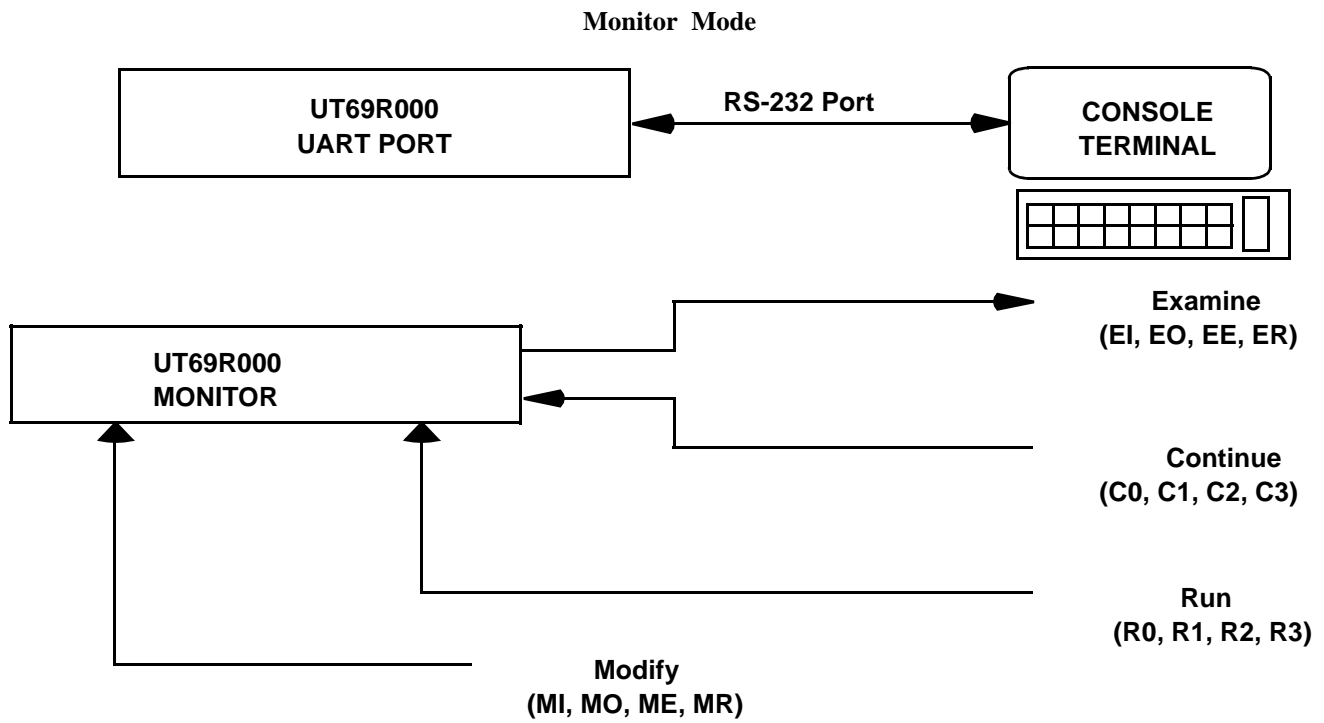 Monitor Mode
UT69R000
UART PORT
RS-232 Port
CONSOLE
TERMINAL
Examine
(EI, EO, EE, ER)
UT69R000
MONITOR
Continue
(C0, C1, C2, C3)
Run
(R0, R1, R2, R3)
Modify
(MI, MO, ME, MR)